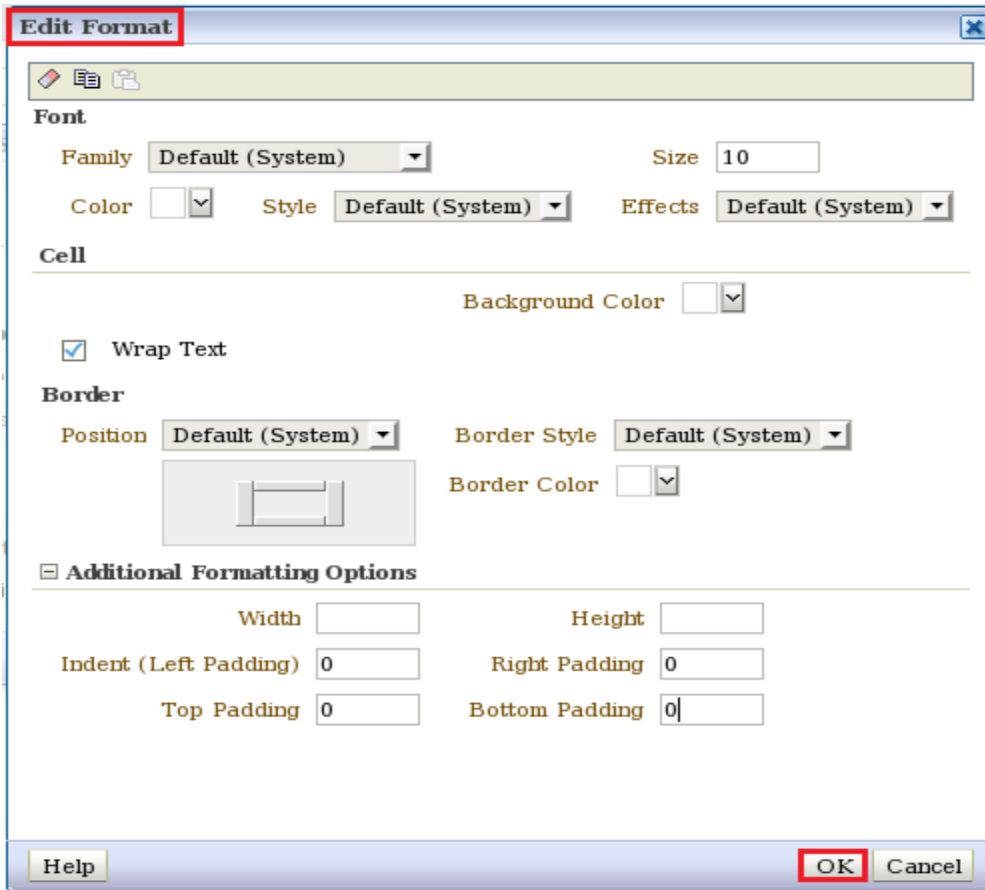 Edit Format
Font
Family Default (System) Size 10
Color Style Default (System) Effects Default (System)
Cell
Background Color
Wrap Text
Border
Position Default (System) Border Style Default (System)
Border Color
Additional Formatting Options
Width Height
Indent (Left Padding) 0 Right Padding 0
Top Padding 0 Bottom Padding 0
Help OK Cancel